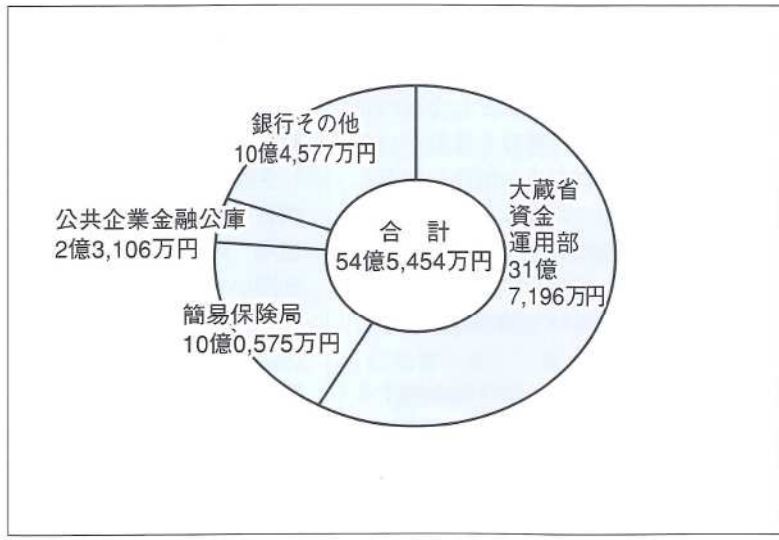 銀行その他
10億4,577万円
公共企業金融公庫
2億3,106万円
簡易保険局
10億0,575万円
合 計
54億5,454万円
大蔵省
資金
運用部
31億
7,196万円